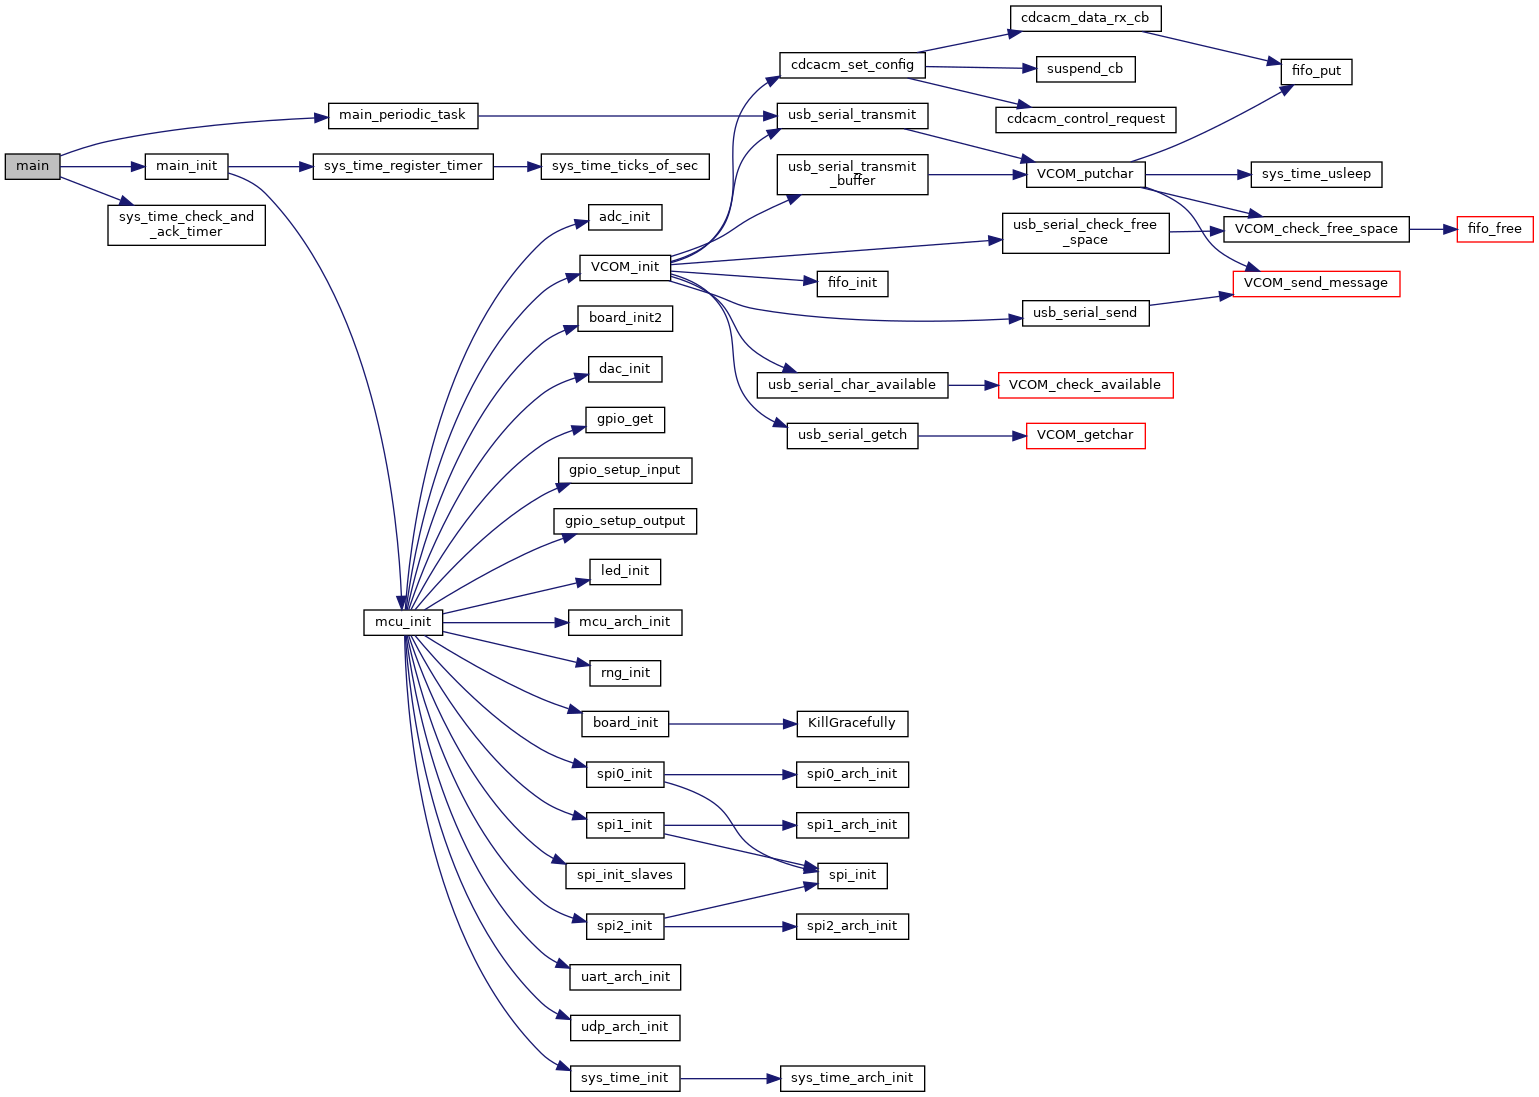 main
main_periodic_task
main_init
sys_time_check_and
_ack_timer
sys_time_register_timer
sys_time_ticks_of_sec
mcu_init
adc_init
VCOM_init
board_init2
dac_init
gpio_get
gpio_setup_input
gpio_setup_output
led_init
mcu_arch_init
rng_init
board_init
spi0_init
spi1_init
spi_init_slaves
spi2_init
uart_arch_init
udp_arch_init
sys_time_init
cdcacm_set_config
usb_serial_transmit
usb_serial_transmit
_buffer
fifo_init
usb_serial_char_available
usb_serial_getch
KillGracefully
spi0_arch_init
spi1_arch_init
spi_init
spi2_arch_init
sys_time_arch_init
cdcacm_data_rx_cb
suspend_cb
cdcacm_control_request
VCOM_putchar
usb_serial_check_free
_space
usb_serial_send
VCOM_check_available
VCOM_getchar
fifo_put
sys_time_usleep
VCOM_check_free_space
VCOM_send_message
fifo_free